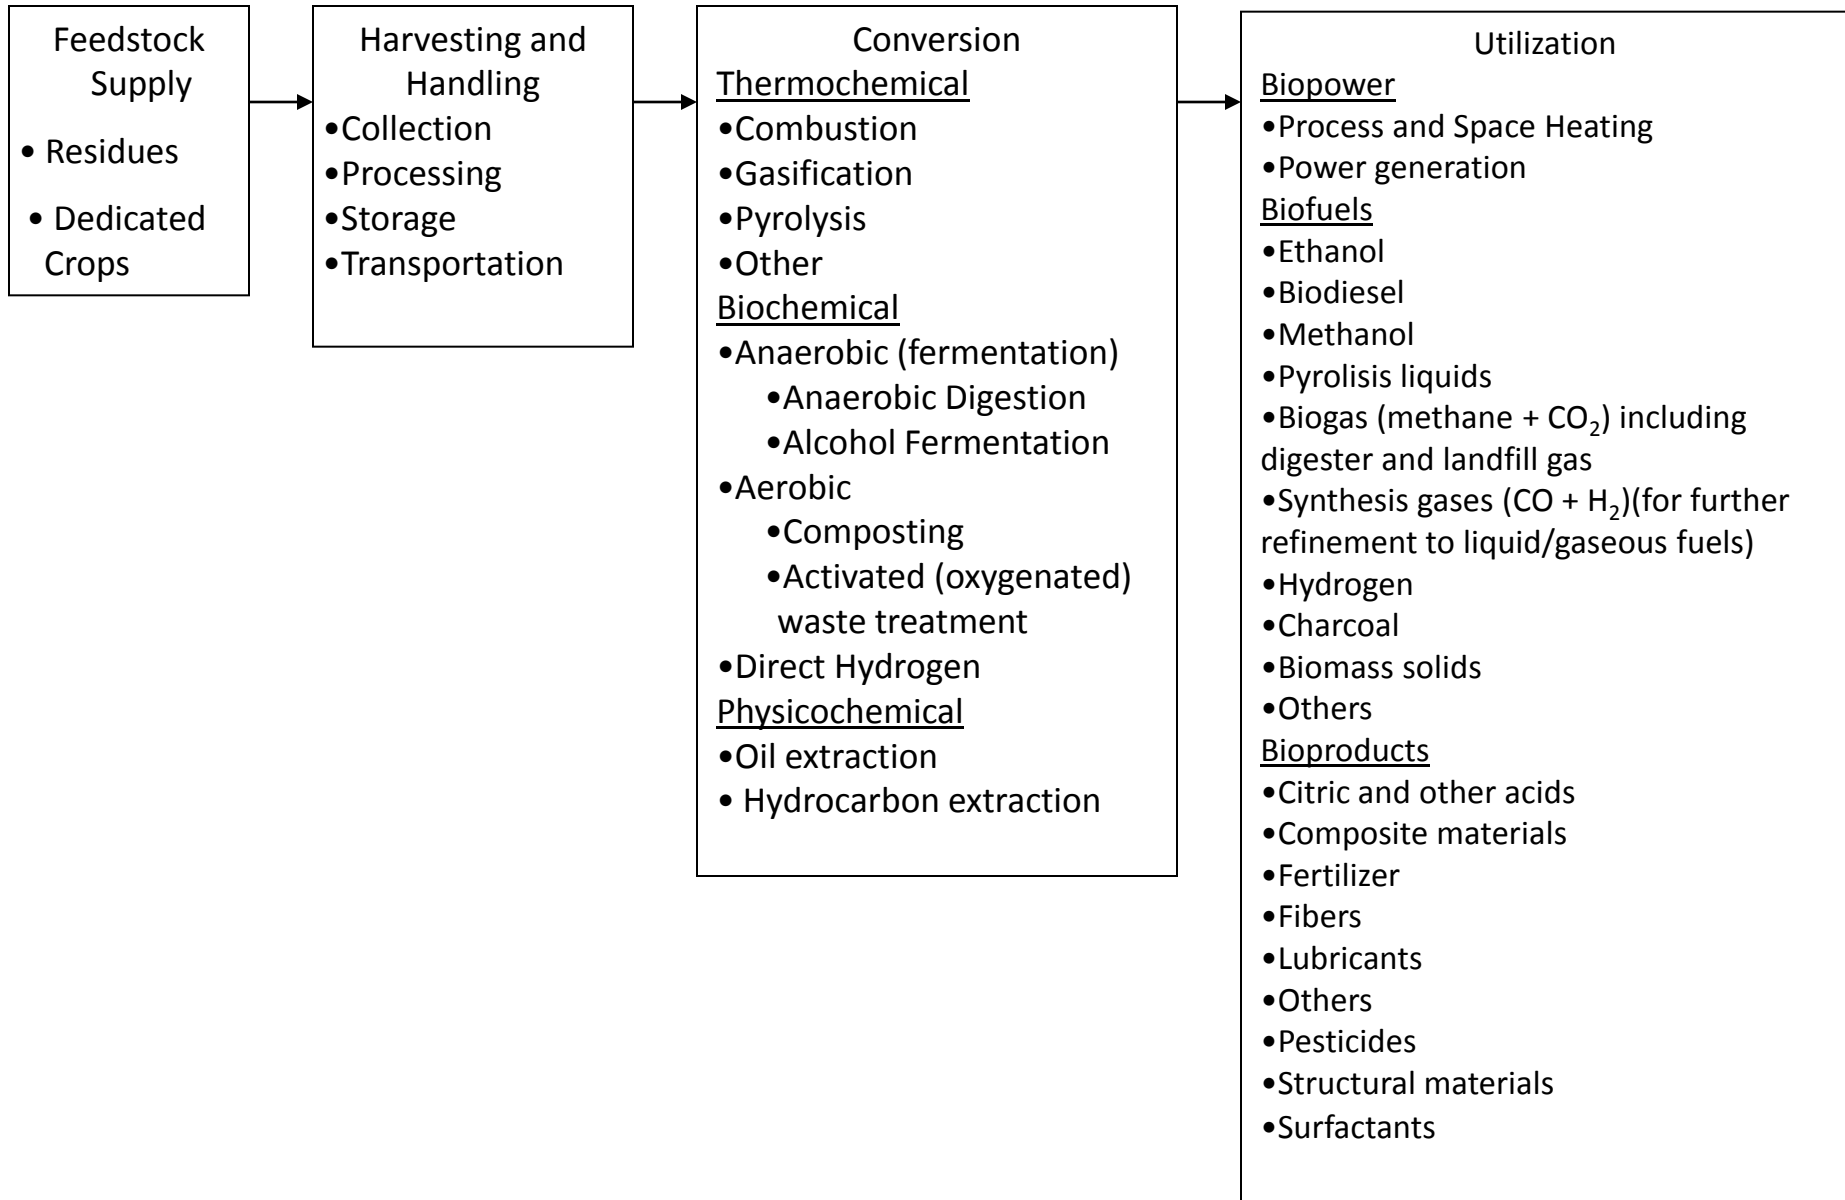 Feedstock
Supply
• Residues
• Dedicated
Crops
Harvesting and
Handling
•Collection
•Processing
•Storage
•Transportation
Conversion
Thermochemical
•Combustion
•Gasification
•Pyrolysis
•Other
Biochemical
•Anaerobic (fermentation)
•Anaerobic Digestion
•Alcohol Fermentation
•Aerobic
•Composting
•Activated (oxygenated)
waste treatment
•Direct Hydrogen
Physicochemical
•Oil extraction
• Hydrocarbon extraction
Utilization
Biopower
•Process and Space Heating
•Power generation
Biofuels
•Ethanol
•Biodiesel
•Methanol
•Pyrolisis liquids
•Biogas (methane + CO₂) including
digester and landfill gas
•Synthesis gases (CO + H₂)(for further
refinement to liquid/gaseous fuels)
•Hydrogen
•Charcoal
•Biomass solids
•Others
Bioproducts
•Citric and other acids
•Composite materials
•Fertilizer
•Fibers
•Lubricants
•Others
•Pesticides
•Structural materials
•Surfactants